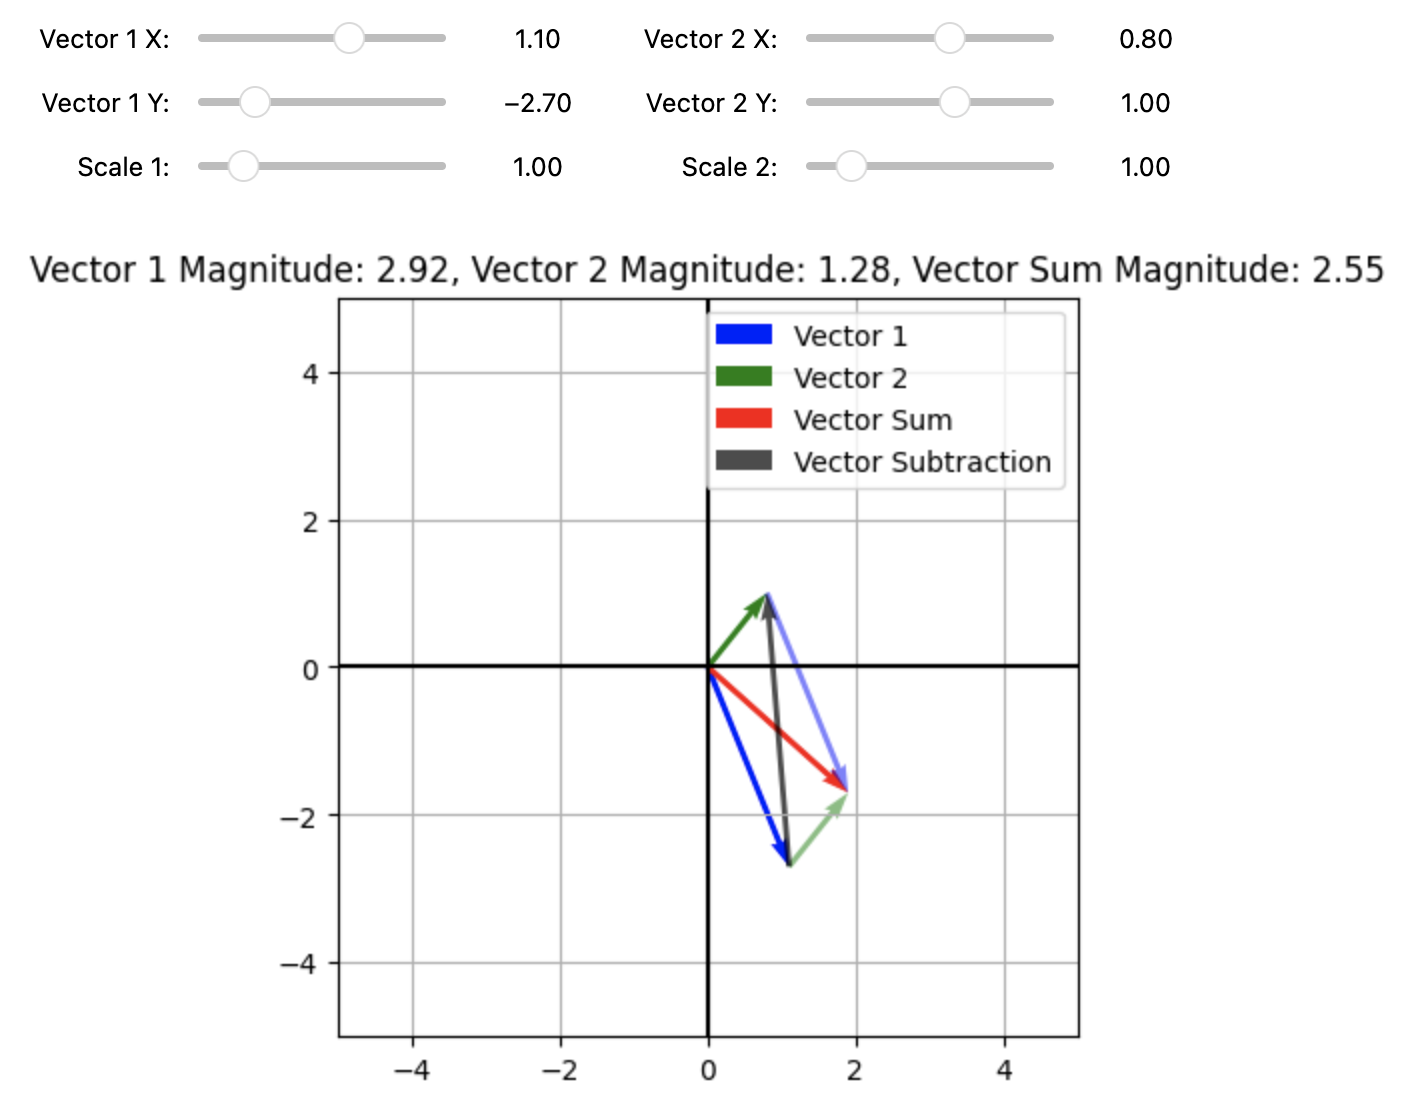 Vector 1 X: 1.10 Vector 2 X: 0.80
Vector 1 Y: −2.70 Vector 2 Y: 1.00
Scale 1: 1.00 Scale 2: 1.00
Vector 1 Magnitude: 2.92, Vector 2 Magnitude: 1.28, Vector Sum Magnitude: 2.55
Vector 1
Vector 2
Vector Sum
Vector Subtraction
4
2
0
−2
−4
−4 −2 0 2 4